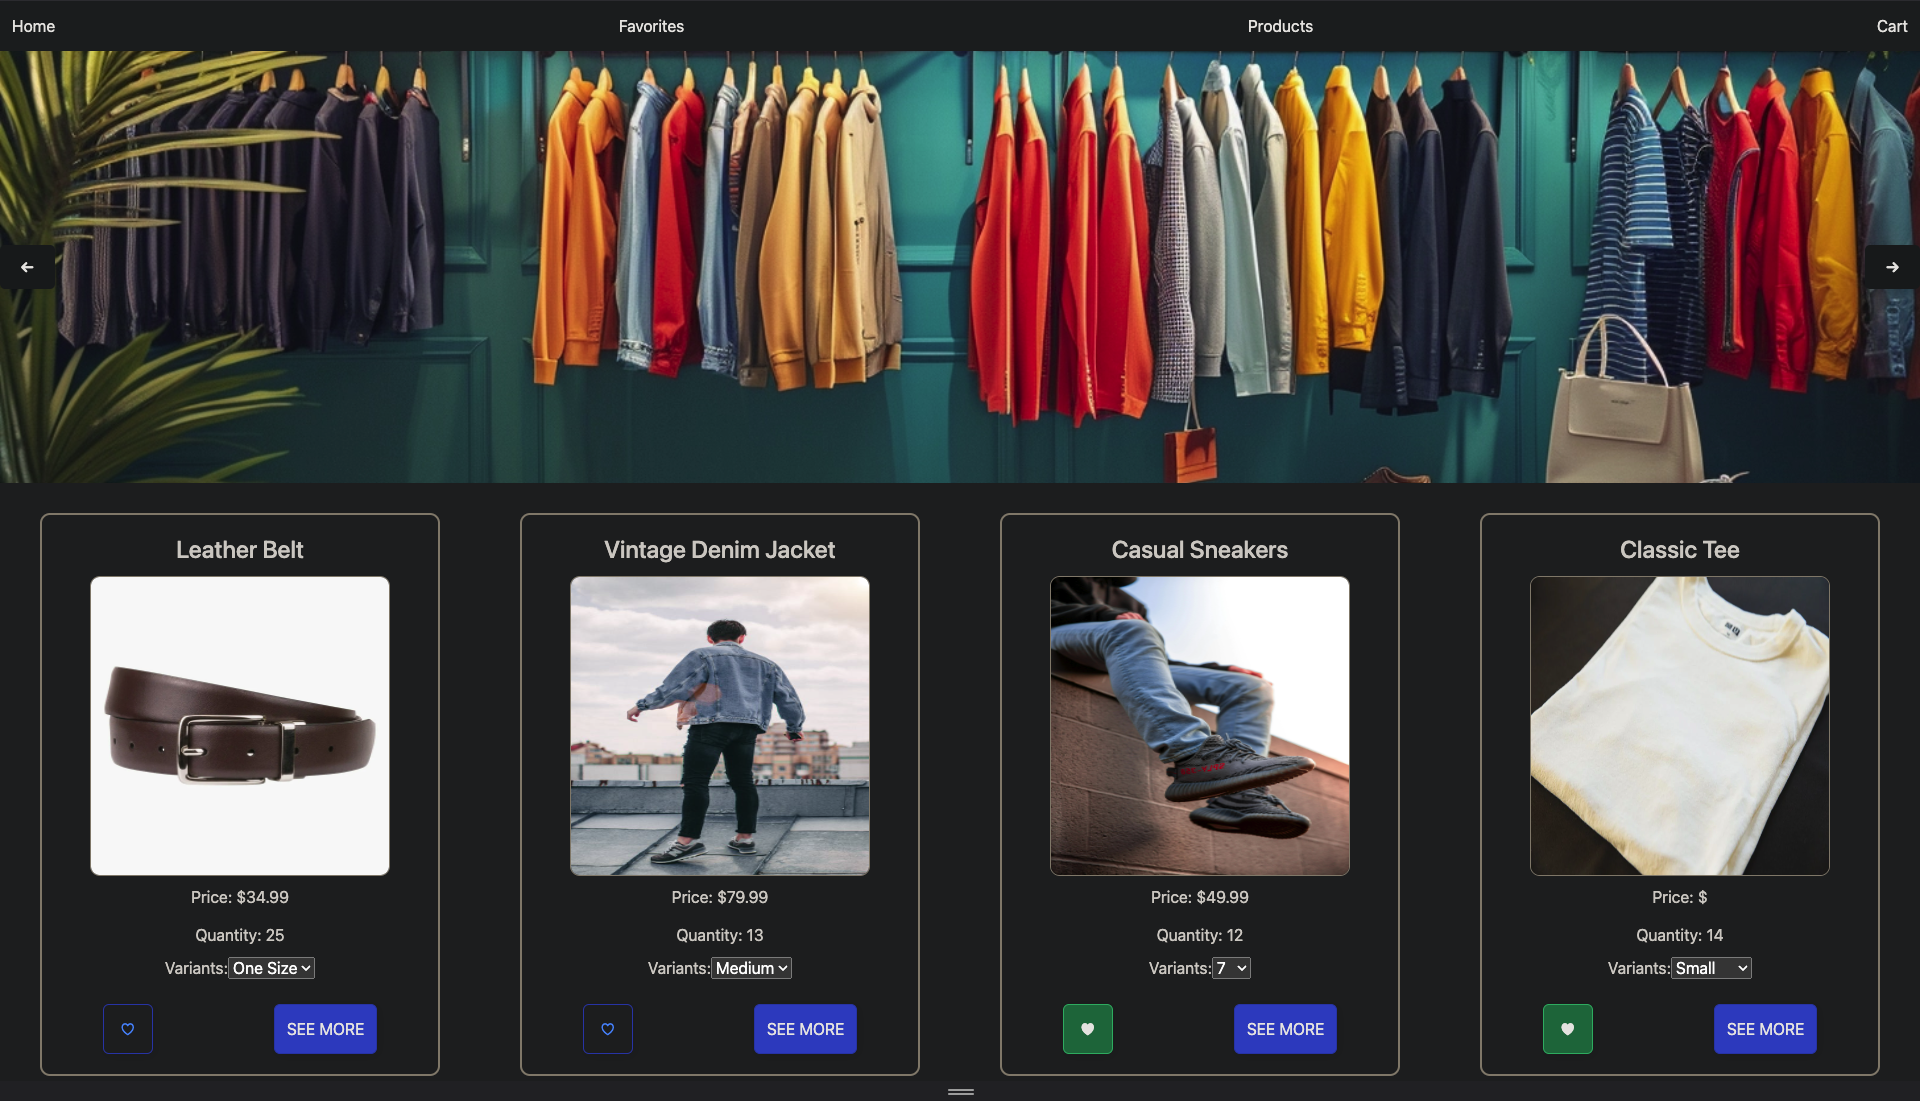 Home Favorites Products Cart
Leather Belt
Price: $34.99
Quantity: 25
Variants: One Size
SEE MORE
Vintage Denim Jacket
Price: $79.99
Quantity: 13
Variants: Medium
SEE MORE
Casual Sneakers
Price: $49.99
Quantity: 12
Variants: 7
SEE MORE
Classic Tee
Price: $
Quantity: 14
Variants: Small
SEE MORE